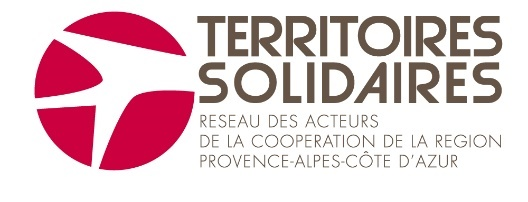 TERRITOIRES
SOLIDAIRES
RESEAU DES ACTEURS
DE LA COOPERATION DE LA REGION
PROVENCE-ALPES-CÔTE D'AZUR